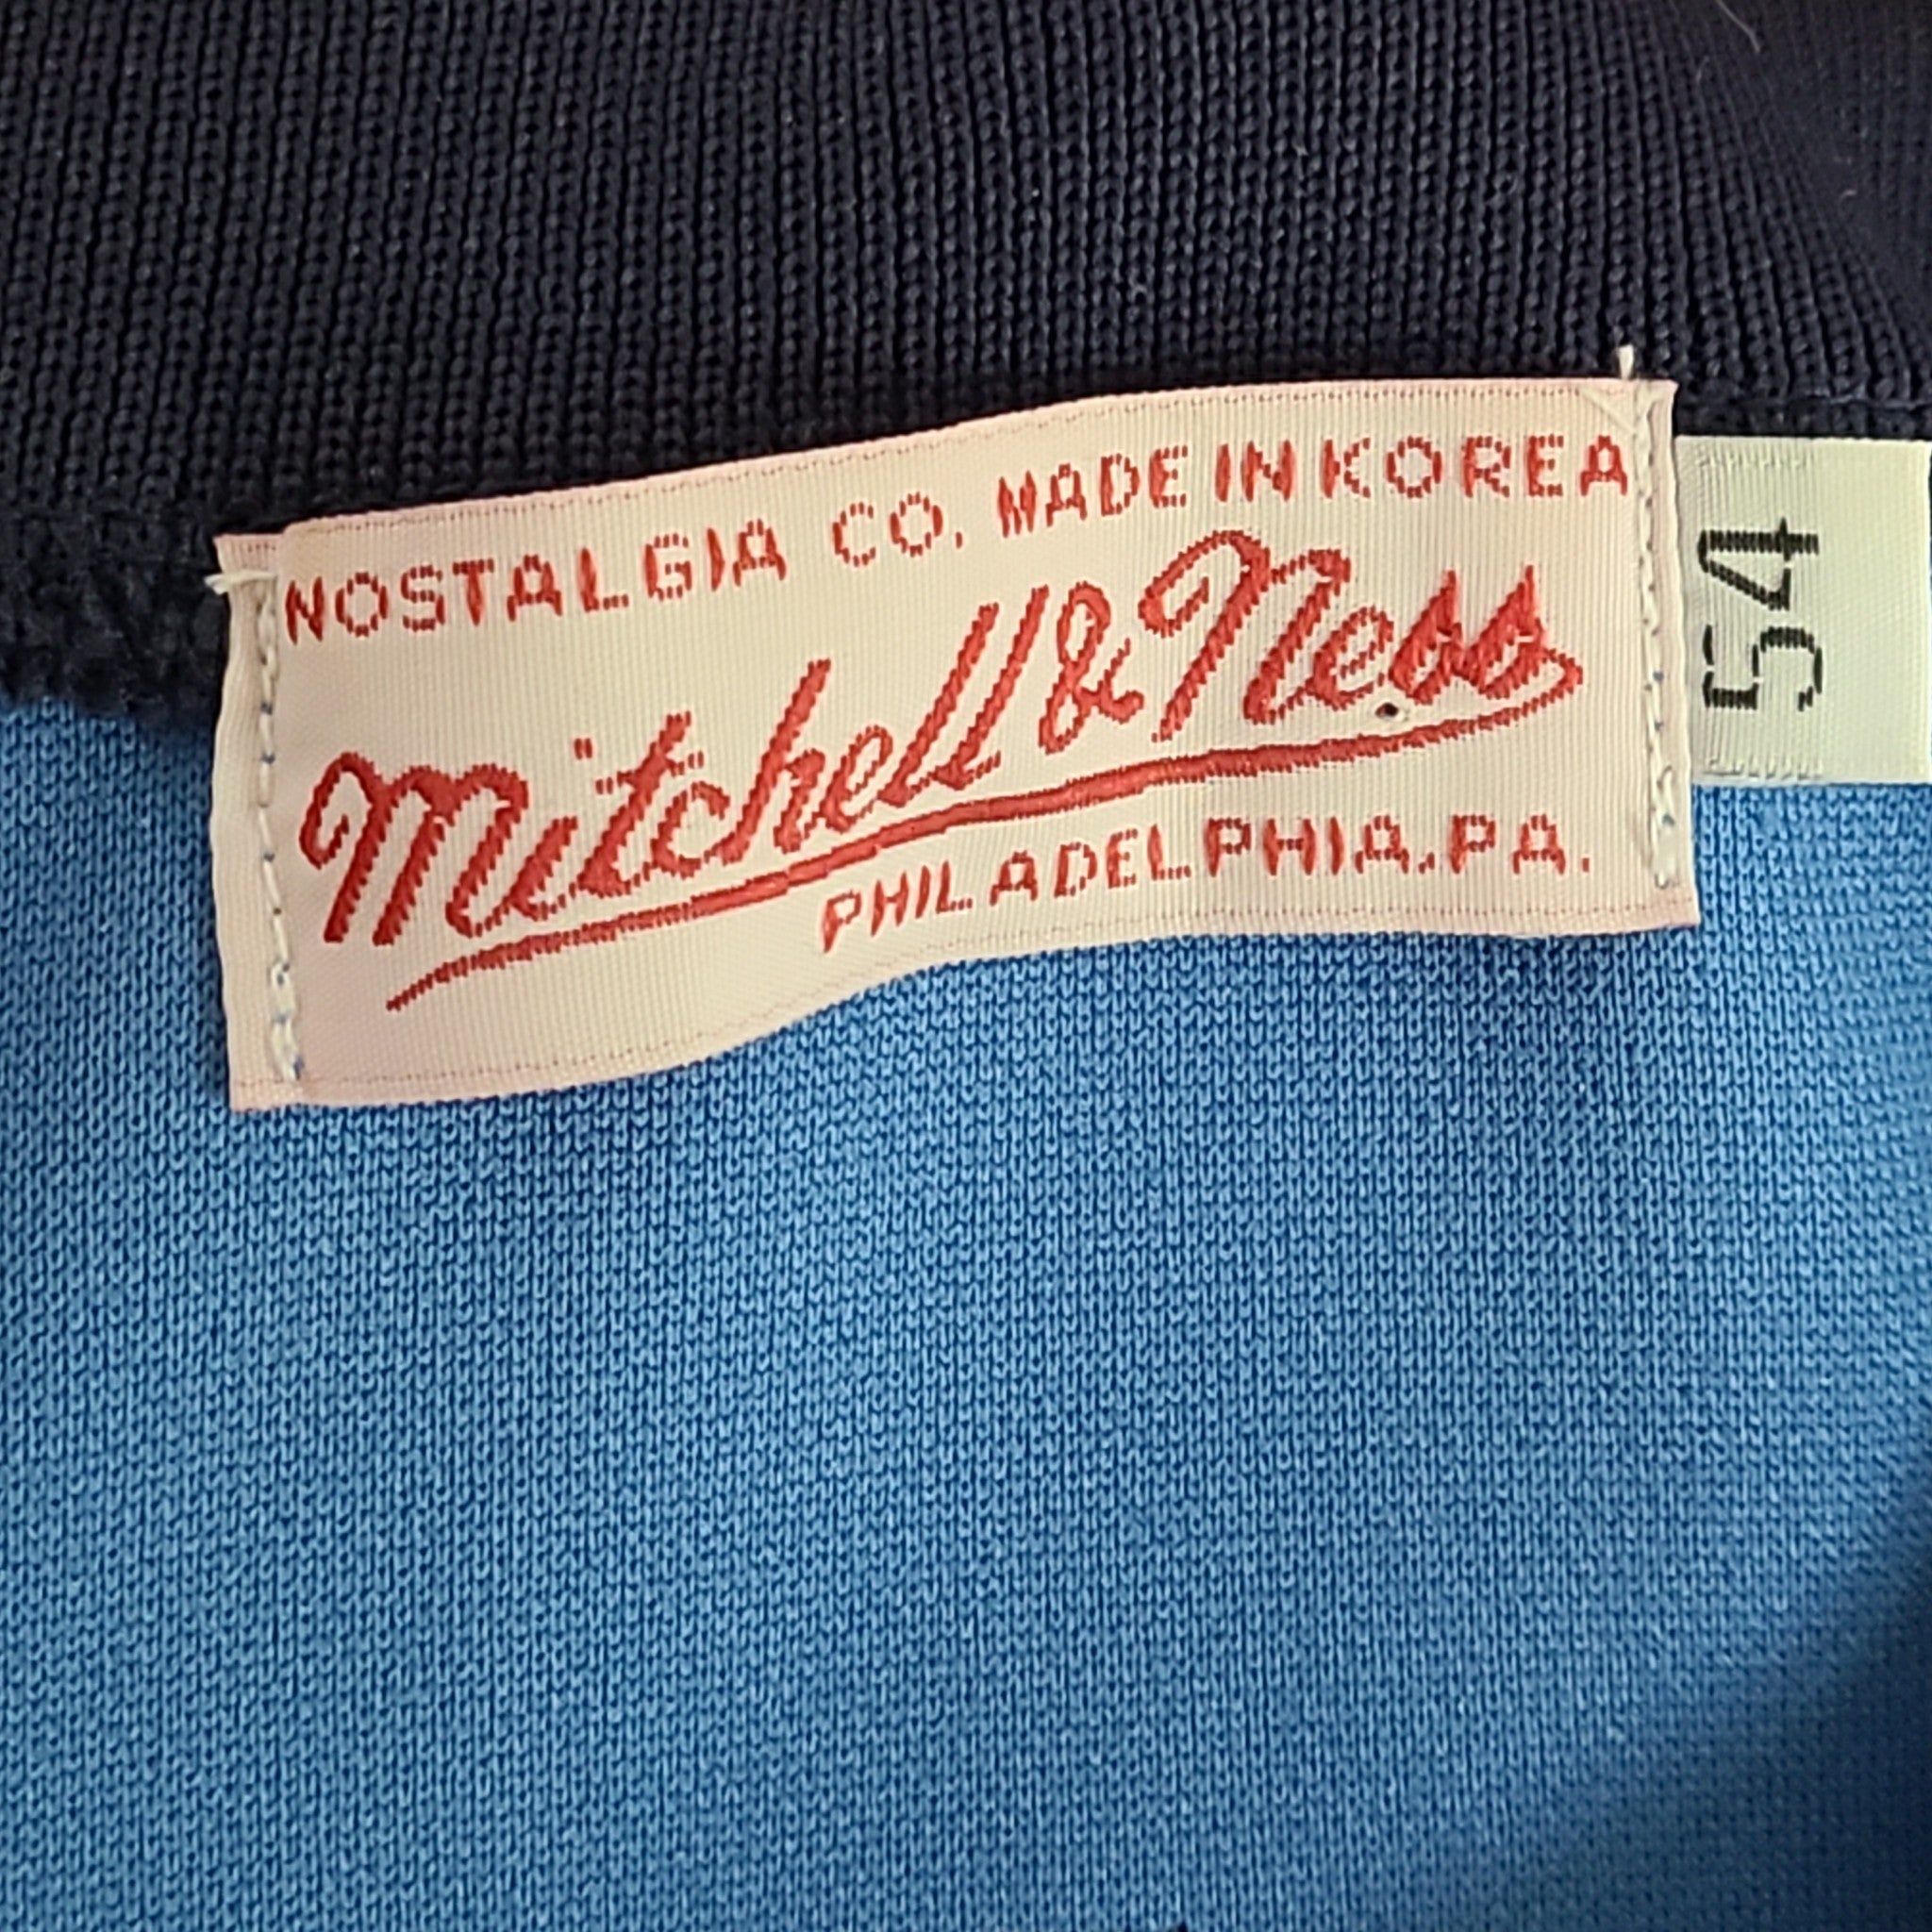 NOSTALGIA CO. MADE IN KOREA
Mitchell & Ness
PHILADELPHIA, PA.
54